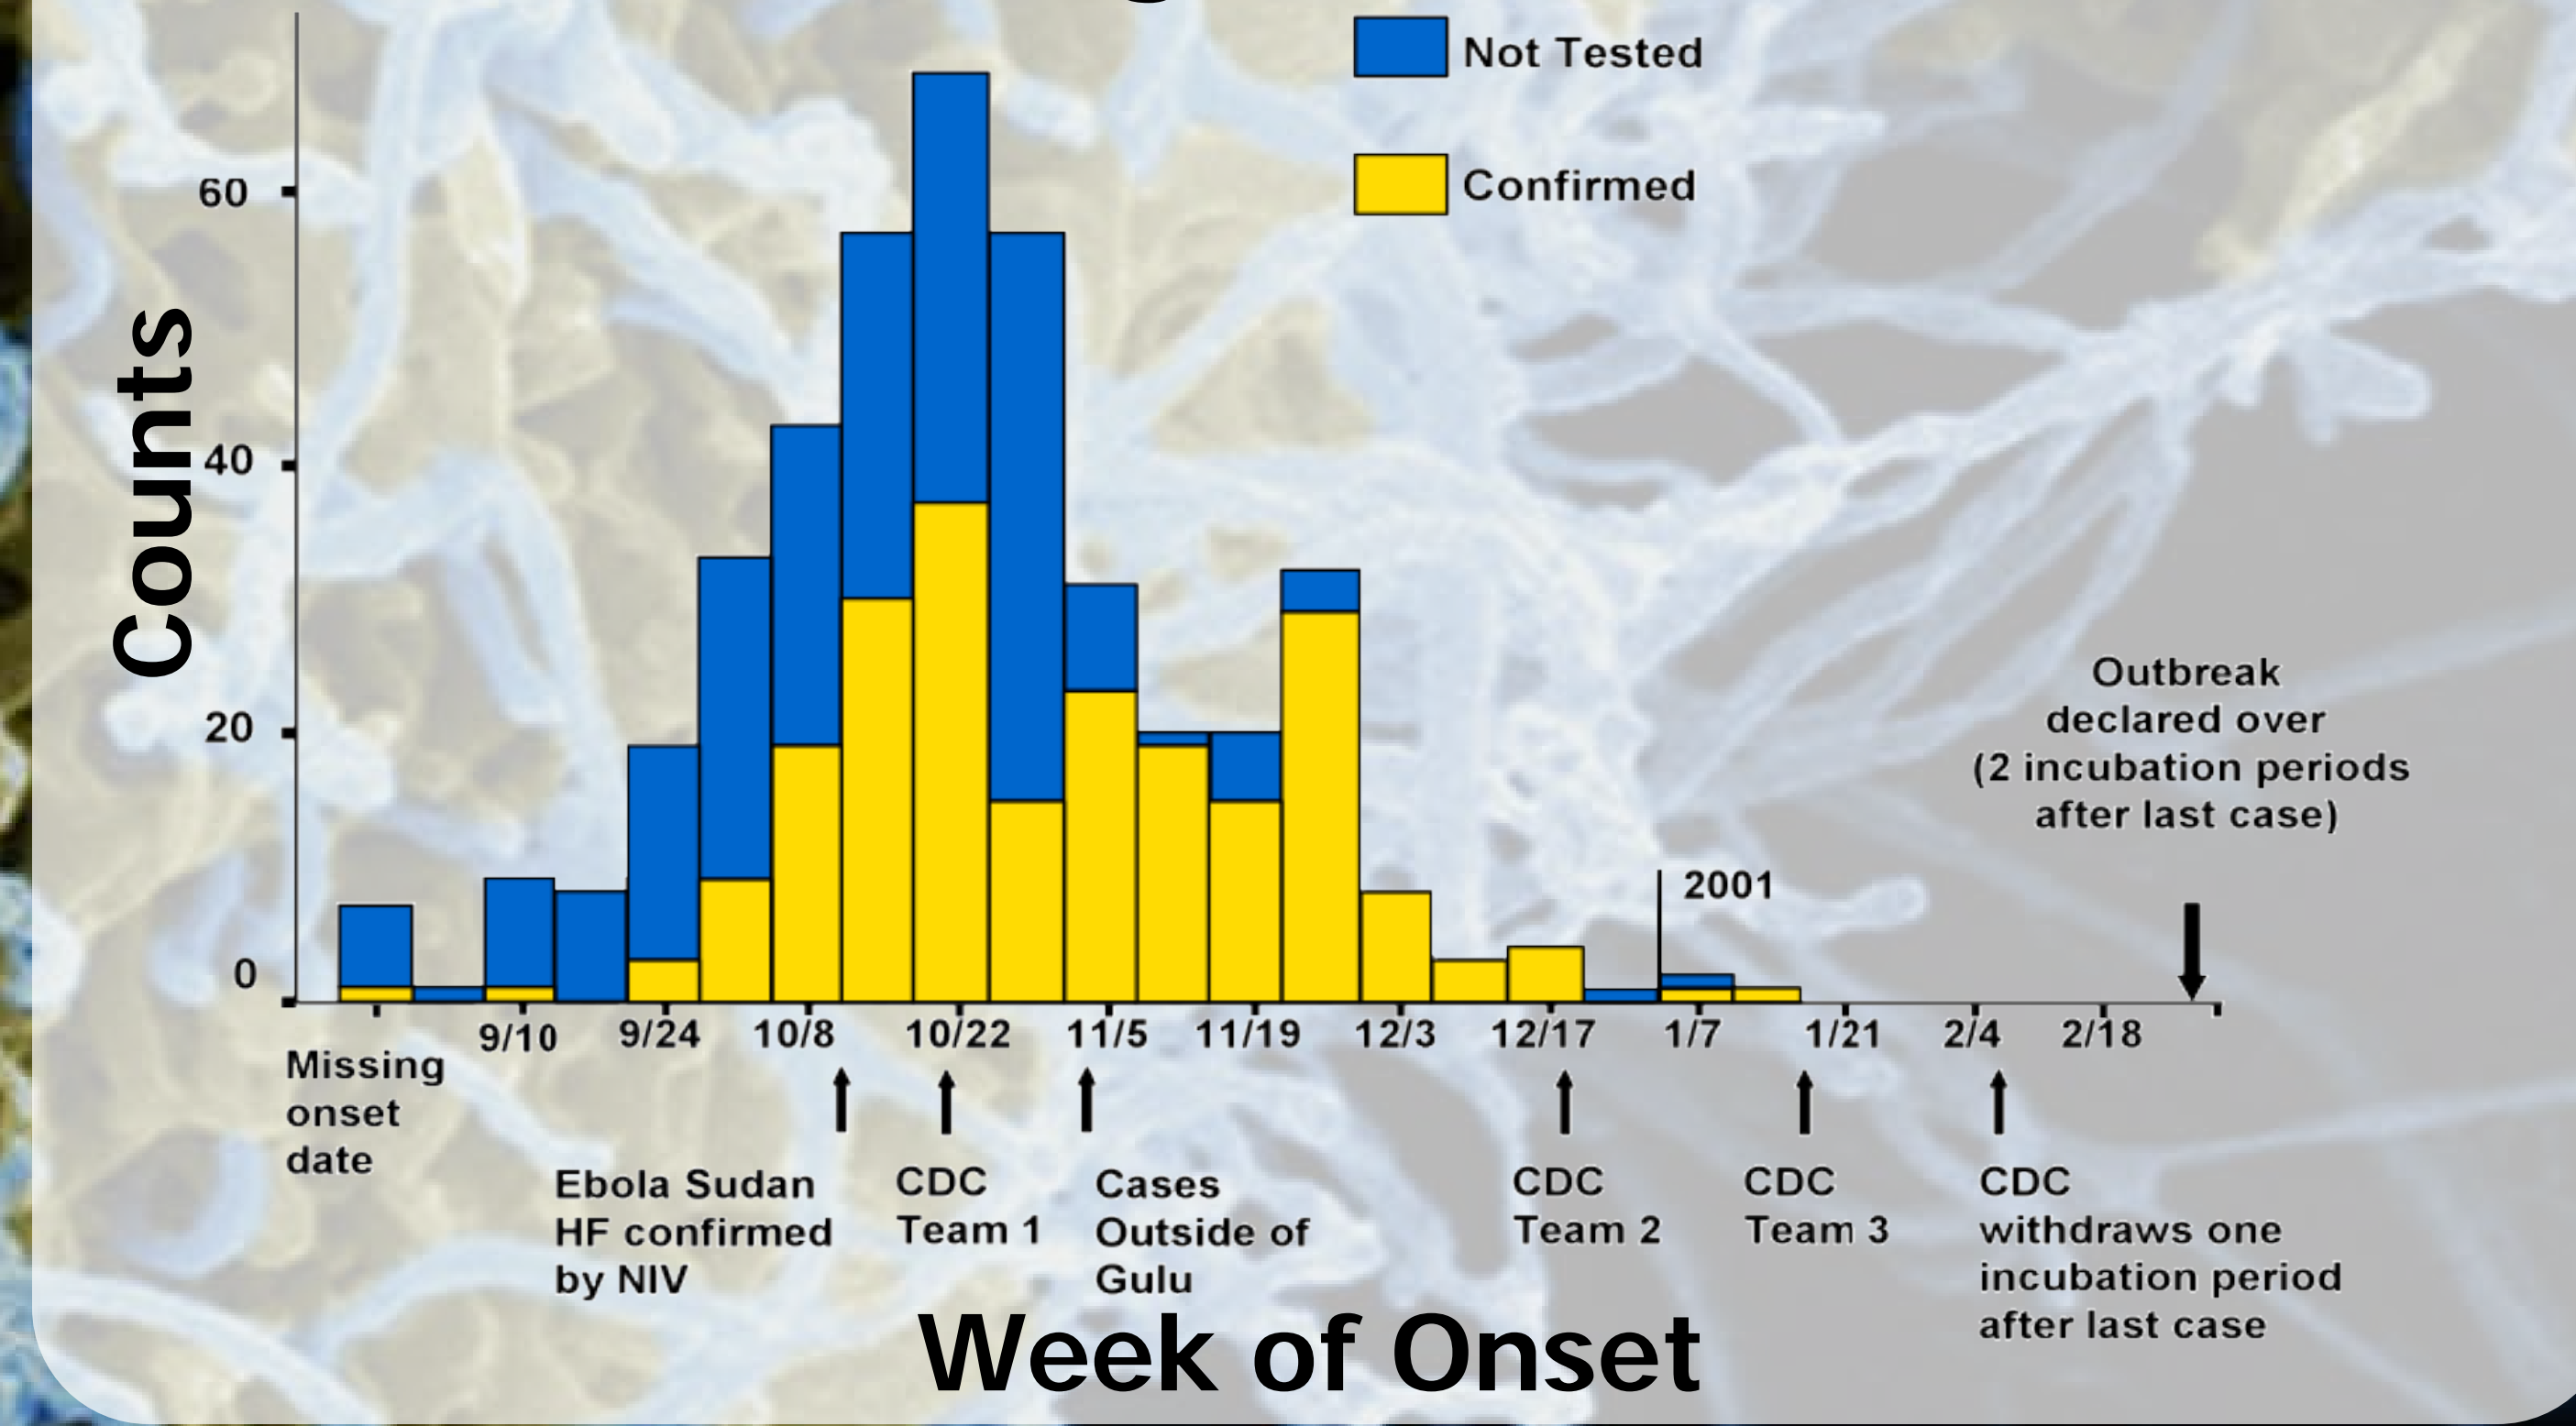 Not Tested
Confirmed
Counts
60
40
20
0
Outbreak
declared over
(2 incubation periods
after last case)
2001
9/10 9/24 10/8 10/22 11/5 11/19 12/3 12/17 1/7 1/21 2/4 2/18
Missing
onset
date
Ebola Sudan
HF confirmed
by NIV
CDC
Team 1
Cases
Outside of
Gulu
CDC
Team 2
CDC
Team 3
CDC
withdraws one
incubation period
after last case
Week of Onset